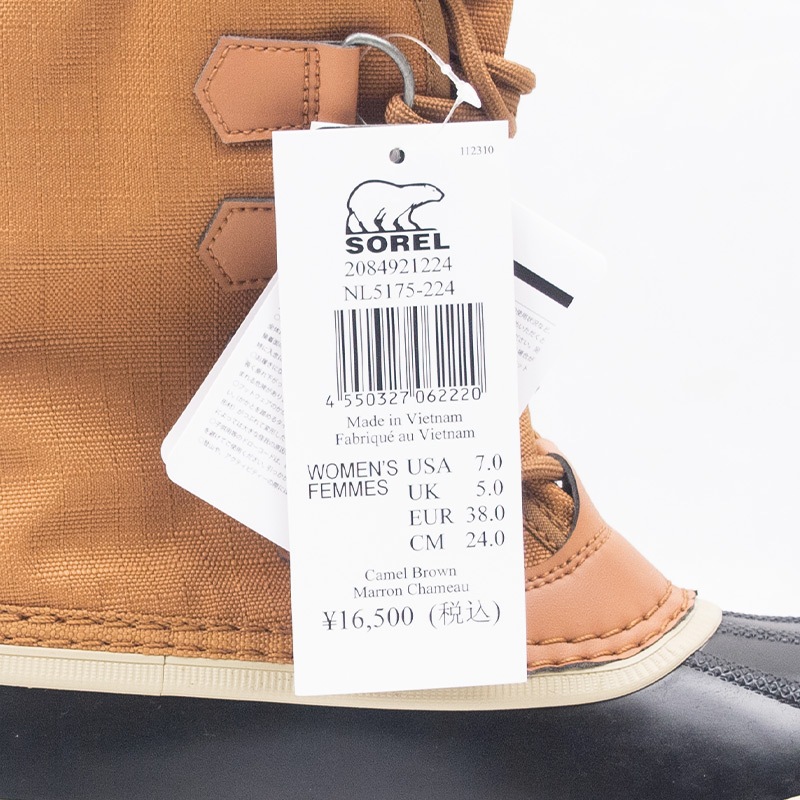 112310
SOREL
2084921224
NL5175-224
4 550327 062220
Made in Vietnam
Fabriqué au Vietnam
WOMEN'S USA 7.0
FEMMES UK 5.0
EUR 38.0
CM 24.0
Camel Brown
Marron Chameau
¥16,500 (税込)